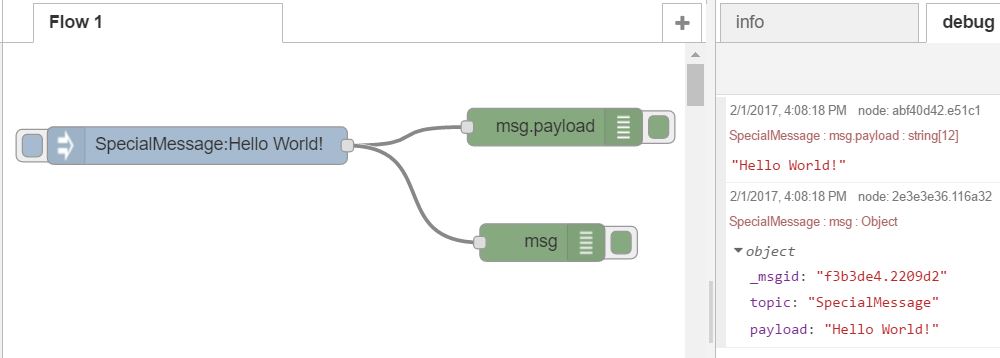 Flow 1
SpecialMessage:Hello World!
msg.payload
msg
info
debug
2/1/2017, 4:08:18 PM node: abf40d42.e51c1
SpecialMessage : msg.payload : string[12]
"Hello World!"
2/1/2017, 4:08:18 PM node: 2e3e3e36.116a32
SpecialMessage : msg : Object
object
_msgid: "f3b3de4.2209d2"
topic: "SpecialMessage"
payload: "Hello World!"